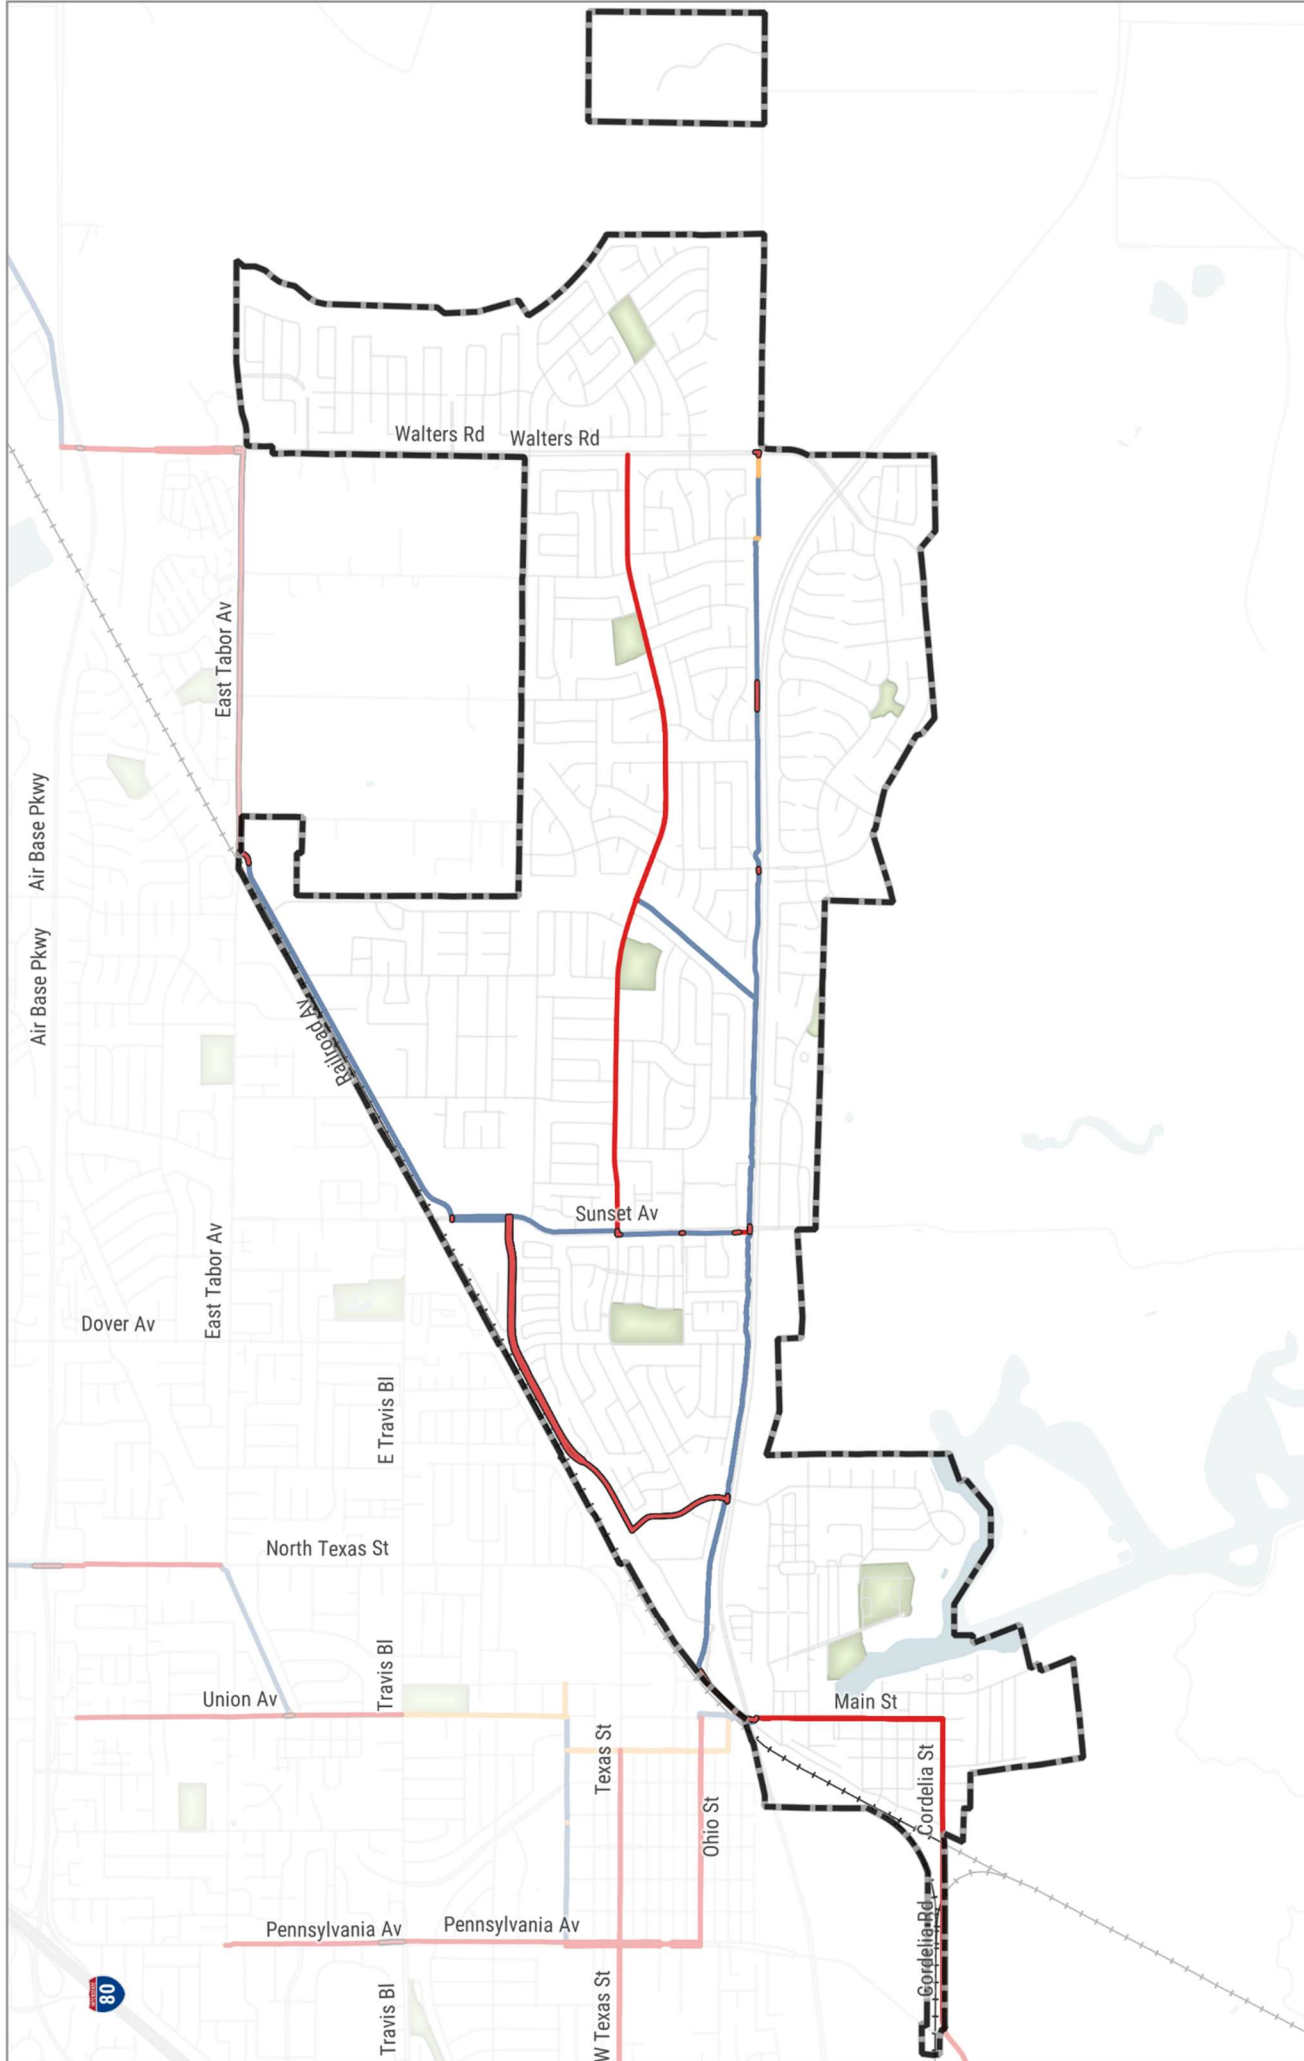 Walters Rd
Walters Rd
East Tabor Av
Air Base Pkwy
Air Base Pkwy
Railroad Av
Sunset Av
East Tabor Av
Dover Av
E Travis Bl
North Texas St
Travis Bl
Union Av
Main St
Texas St
Cordelia St
Ohio St
Pennsylvania Av
Pennsylvania Av
Cordelia Rd
80
Travis Bl
W Texas St